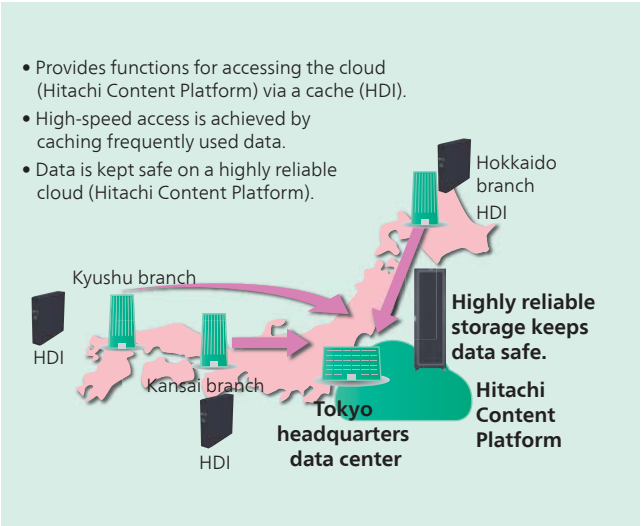 • Provides functions for accessing the cloud
(Hitachi Content Platform) via a cache (HDI).
• High-speed access is achieved by
caching frequently used data.
• Data is kept safe on a highly reliable
cloud (Hitachi Content Platform).
Hokkaido
branch
HDI
Kyushu branch
HDI
Kansai branch
HDI
Highly reliable
storage keeps
data safe.
Tokyo
headquarters
data center
Hitachi
Content
Platform